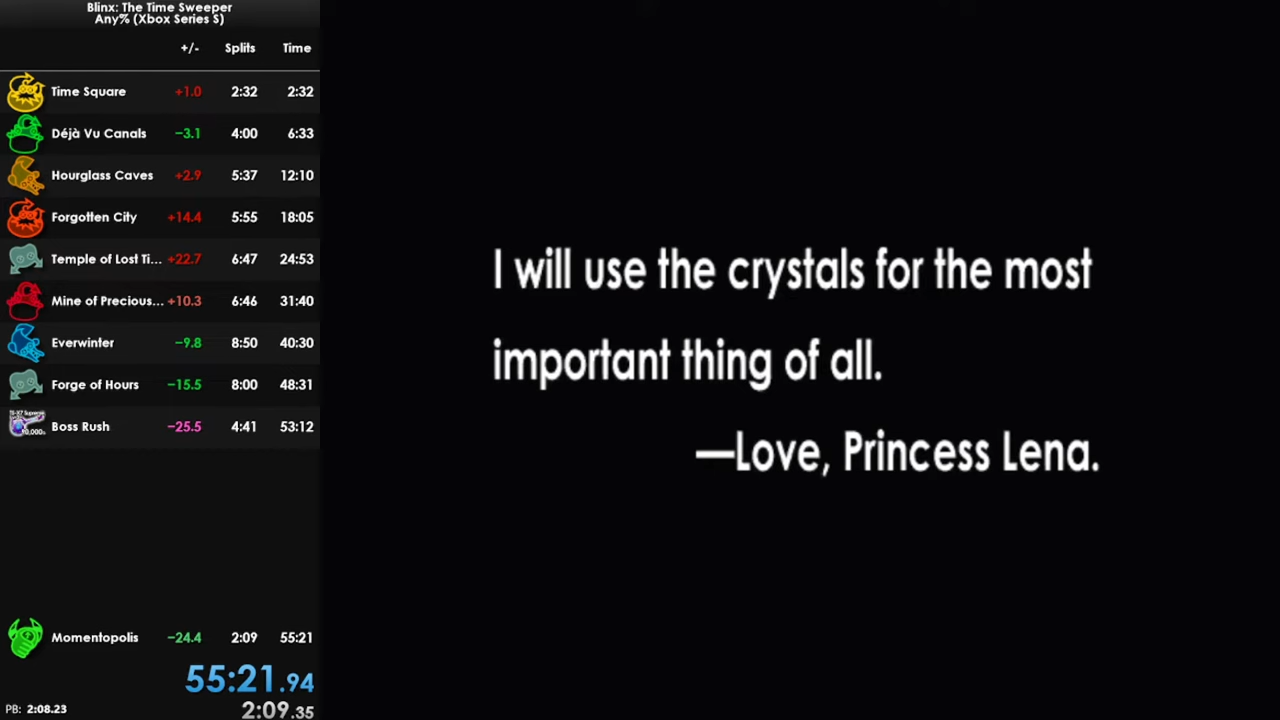 Blinx: The Time Sweeper
Any% (Xbox Series S)
+/- Splits Time
Time Square +1.0 2:32 2:32
Déjà Vu Canals −3.1 4:00 6:33
Hourglass Caves +2.9 5:37 12:10
Forgotten City +14.4 5:55 18:05
Temple of Lost Ti... +22.7 6:47 24:53
Mine of Precious... +10.3 6:46 31:40
Everwinter −9.8 8:50 40:30
Forge of Hours −15.5 8:00 48:31
Boss Rush −25.5 4:41 53:12
Momentopolis −24.4 2:09 55:21
55:21.94
PB: 2:08.23 2:09.35
I will use the crystals for the most
important thing of all.
—Love, Princess Lena.